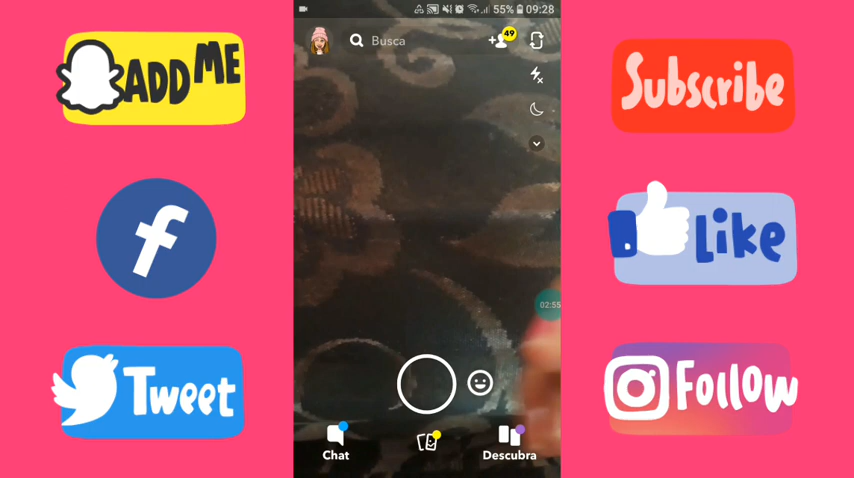 55% 09:28
ADD ME
Busca
49
Subscribe
f
Like
02:55
Tweet
Follow
Chat
Descubra